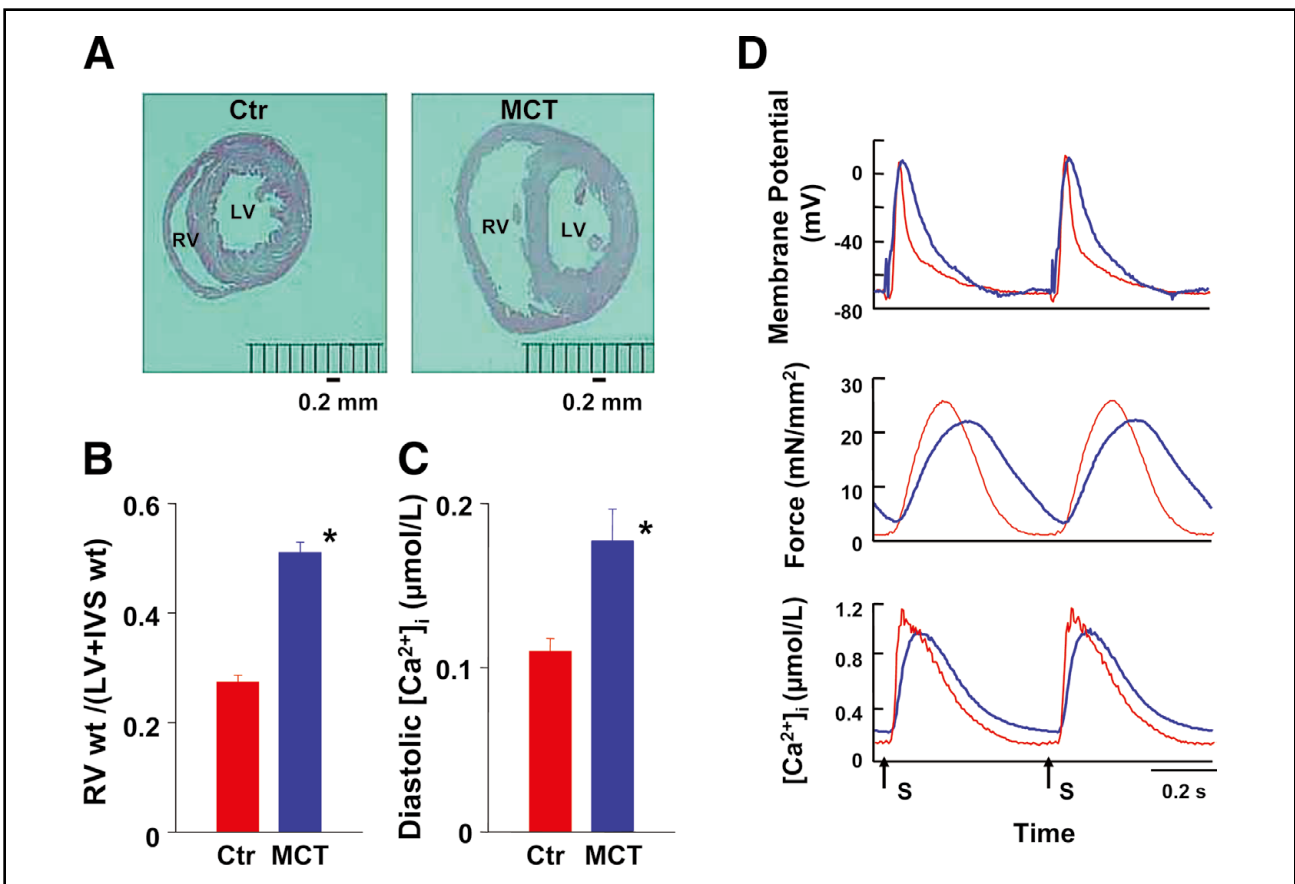 A
Ctr
RV
LV
0.2 mm
MCT
RV
LV
0.2 mm
B
RV wt /(LV+IVS wt)
0.6
0.4
0.2
0
*
Ctr MCT
C
Diastolic [Ca²⁺]ᵢ (μmol/L)
0.2
0.1
0
*
Ctr MCT
D
Membrane Potential
(mV)
0
-40
-80
Force (mN/mm²)
30
20
10
0
[Ca²⁺]ᵢ (μmol/L)
1.2
0.8
0.4
0
S
S
0.2 s
Time